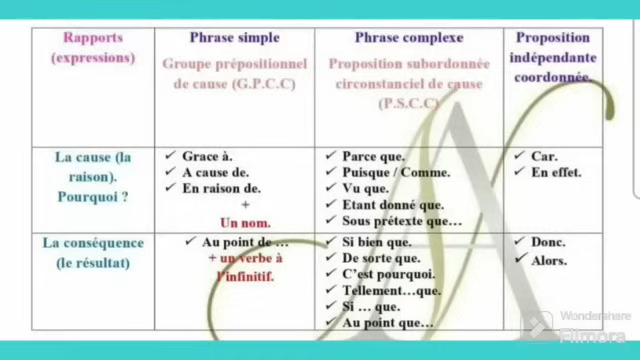 Rapports
(expressions)
Phrase simple
Groupe prépositionnel
de cause (G.P.C.C)
Phrase complexe
Proposition subordonnée
circonstanciel de cause
(P.S.C.C)
Proposition
indépendante
coordonnée.
La cause (la
raison).
Pourquoi ?
✓ Grace à.
✓ A cause de.
✓ En raison de.
+
Un nom.
✓ Parce que.
✓ Puisque / Comme.
✓ Vu que.
✓ Etant donné que.
✓ Sous prétexte que…
✓ Car.
✓ En effet.
La conséquence
(le résultat)
✓ Au point de …
+ un verbe à
l'infinitif.
✓ Si bien que.
✓ De sorte que.
✓ C'est pourquoi.
✓ Tellement…que.
✓ Si … que.
✓ Au point que…
✓ Donc.
✓ Alors.
Wondershare
Filmora